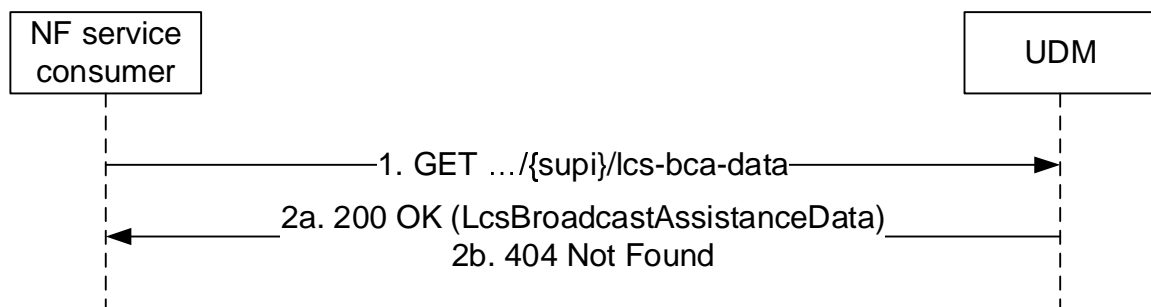 NF service
consumer
UDM
1. GET …/{supi}/lcs-bca-data
2a. 200 OK (LcsBroadcastAssistanceData)
2b. 404 Not Found